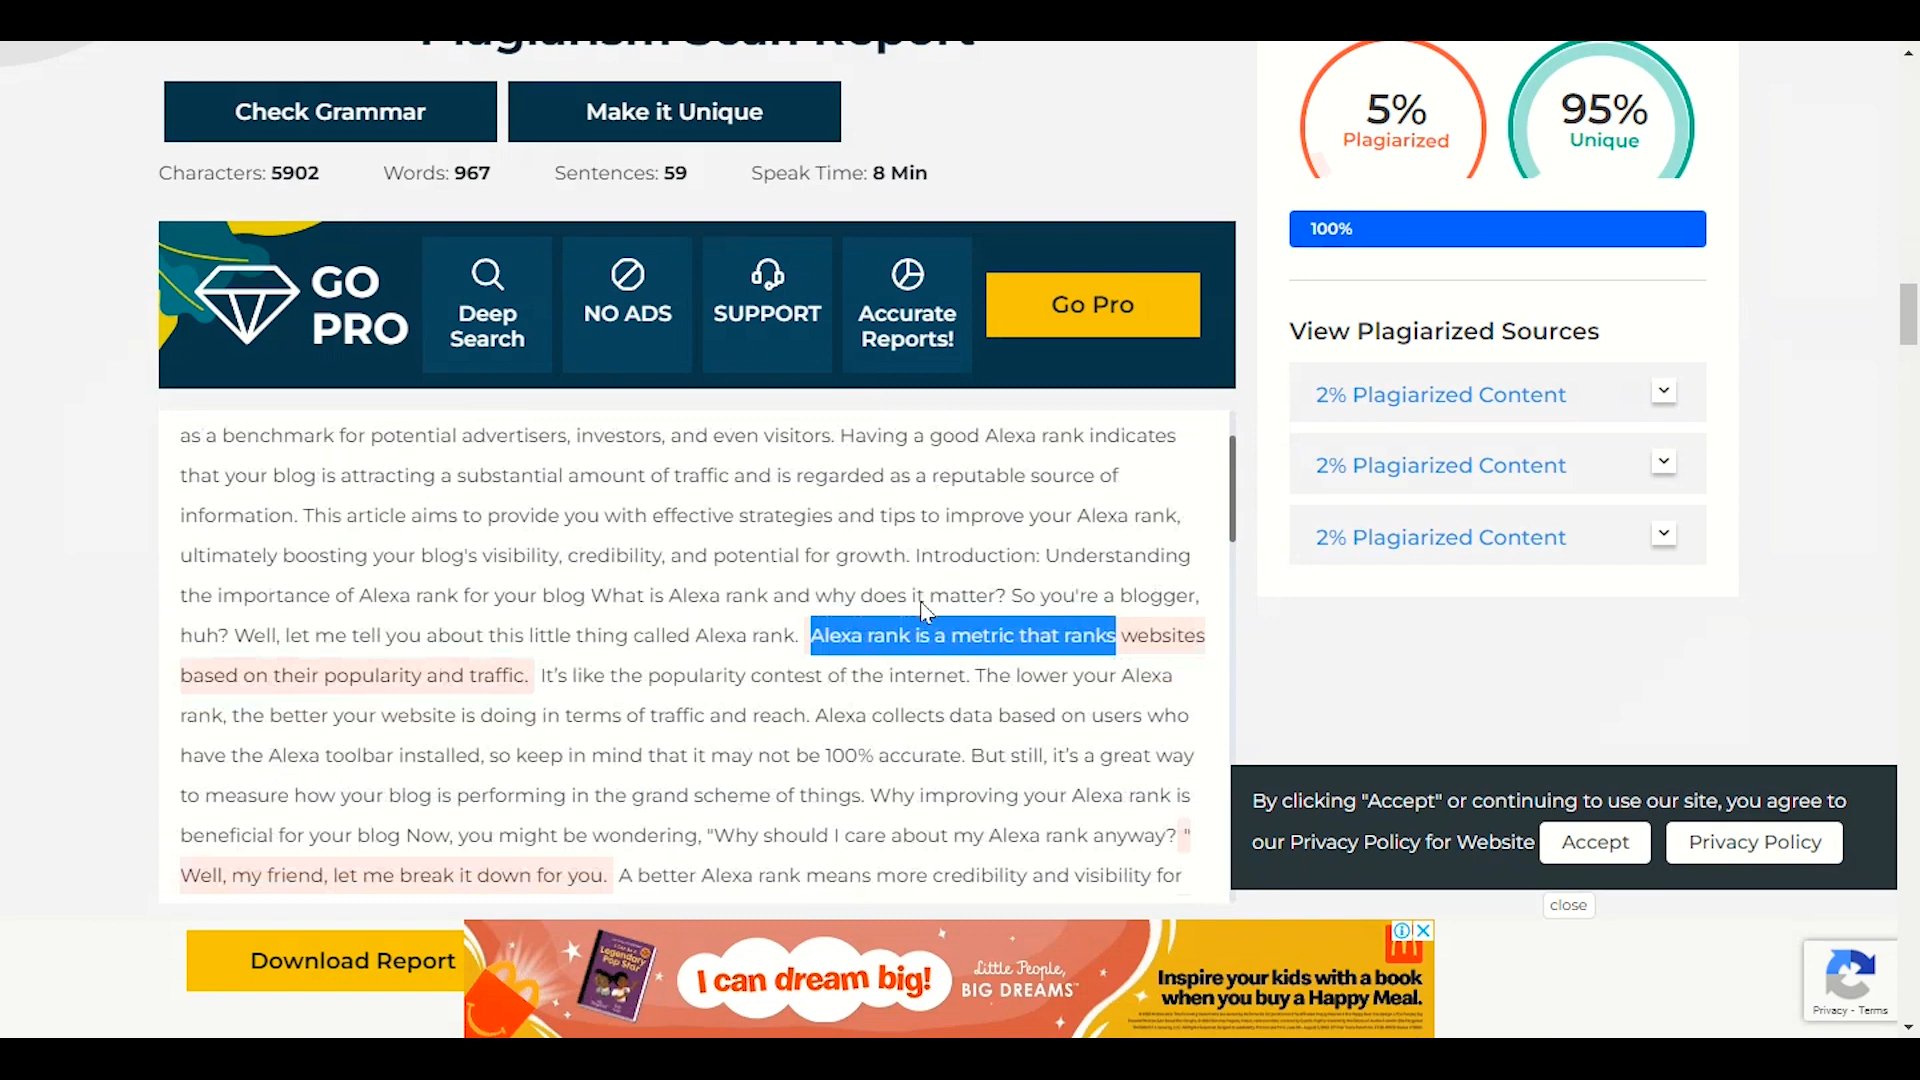 Plagiarism Scan Report
Check Grammar
Make it Unique
Characters: 5902
Words: 967
Sentences: 59
Speak Time: 8 Min
GO
PRO
Deep
Search
NO ADS
SUPPORT
Accurate
Reports!
Go Pro
as a benchmark for potential advertisers, investors, and even visitors. Having a good Alexa rank indicates
that your blog is attracting a substantial amount of traffic and is regarded as a reputable source of
information. This article aims to provide you with effective strategies and tips to improve your Alexa rank,
ultimately boosting your blog's visibility, credibility, and potential for growth. Introduction: Understanding
the importance of Alexa rank for your blog What is Alexa rank and why does it matter? So you're a blogger,
huh? Well, let me tell you about this little thing called Alexa rank. Alexa rank is a metric that ranks websites
based on their popularity and traffic. It's like the popularity contest of the internet. The lower your Alexa
rank, the better your website is doing in terms of traffic and reach. Alexa collects data based on users who
have the Alexa toolbar installed, so keep in mind that it may not be 100% accurate. But still, it's a great way
to measure how your blog is performing in the grand scheme of things. Why improving your Alexa rank is
beneficial for your blog Now, you might be wondering, "Why should I care about my Alexa rank anyway? "
Well, my friend, let me break it down for you. A better Alexa rank means more credibility and visibility for
5%
Plagiarized
95%
Unique
100%
View Plagiarized Sources
2% Plagiarized Content
2% Plagiarized Content
2% Plagiarized Content
By clicking "Accept" or continuing to use our site, you agree to
our Privacy Policy for Website
Accept
Privacy Policy
close
Download Report
Legendary
Pop Star
I can dream big!
Little People,
BIG DREAMS™
Inspire your kids with a book
when you buy a Happy Meal.
Privacy - Terms